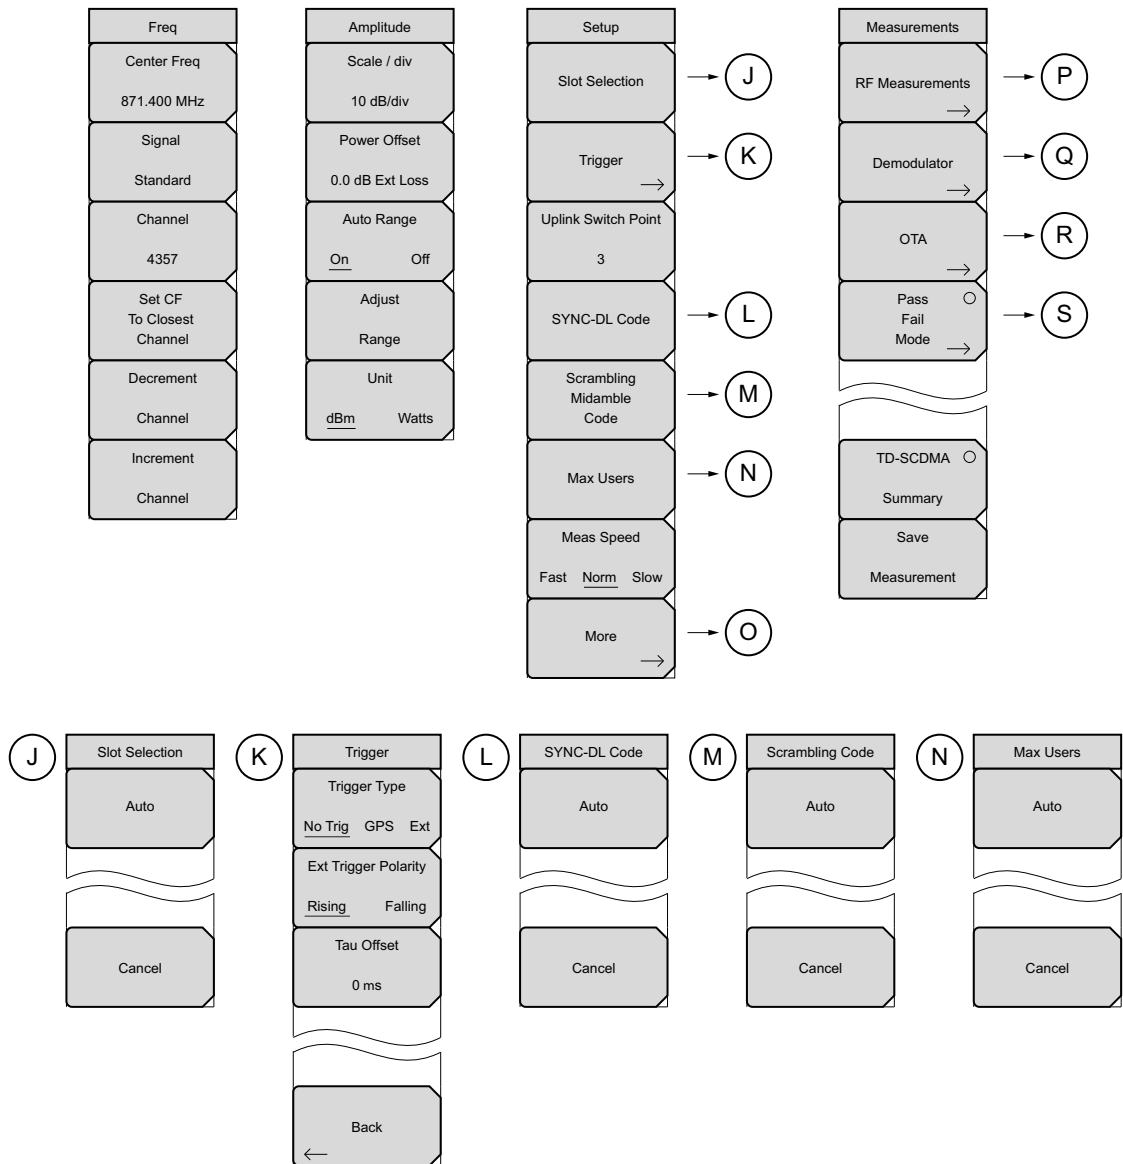 Freq
Center Freq
871.400 MHz
Signal
Standard
Channel
4357
Set CF
To Closest
Channel
Decrement
Channel
Increment
Channel
Amplitude
Scale / div
10 dB/div
Power Offset
0.0 dB Ext Loss
Auto Range
On Off
Adjust
Range
Unit
dBm Watts
Setup
Slot Selection
J
Trigger
K
Uplink Switch Point
3
SYNC-DL Code
L
Scrambling
Midamble
Code
M
Max Users
N
Meas Speed
Fast Norm Slow
More
O
Measurements
RF Measurements
P
Demodulator
Q
OTA
R
Pass
Fail
Mode
S
TD-SCDMA
Summary
Save
Measurement
J
Slot Selection
Auto
Cancel
K
Trigger
Trigger Type
No Trig GPS Ext
Ext Trigger Polarity
Rising Falling
Tau Offset
0 ms
Back
L
SYNC-DL Code
Auto
Cancel
M
Scrambling Code
Auto
Cancel
N
Max Users
Auto
Cancel